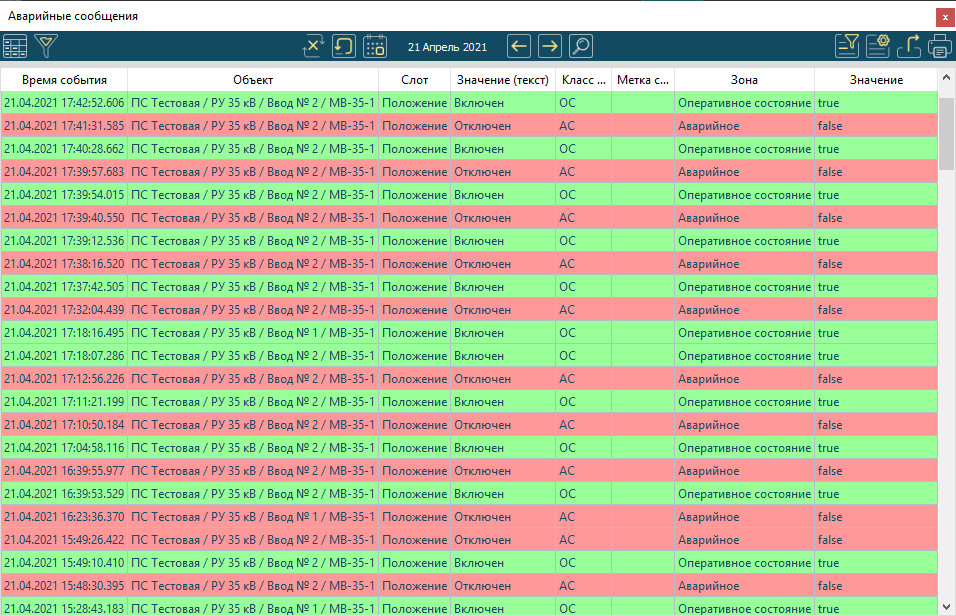 Аварийные сообщения
x
21 Апрель 2021
Время события Объект Слот Значение (текст) Класс ... Метка с... Зона Значение
21.04.2021 17:42:52.606 ПС Тестовая / РУ 35 кВ / Ввод № 2 / МВ-35-1 Положение Включен ОС Оперативное состояние true
21.04.2021 17:41:31.585 ПС Тестовая / РУ 35 кВ / Ввод № 2 / МВ-35-1 Положение Отключен АС Аварийное false
21.04.2021 17:40:28.662 ПС Тестовая / РУ 35 кВ / Ввод № 2 / МВ-35-1 Положение Включен ОС Оперативное состояние true
21.04.2021 17:39:57.683 ПС Тестовая / РУ 35 кВ / Ввод № 2 / МВ-35-1 Положение Отключен АС Аварийное false
21.04.2021 17:39:54.015 ПС Тестовая / РУ 35 кВ / Ввод № 2 / МВ-35-1 Положение Включен ОС Оперативное состояние true
21.04.2021 17:39:40.550 ПС Тестовая / РУ 35 кВ / Ввод № 2 / МВ-35-1 Положение Отключен АС Аварийное false
21.04.2021 17:39:12.536 ПС Тестовая / РУ 35 кВ / Ввод № 2 / МВ-35-1 Положение Включен ОС Оперативное состояние true
21.04.2021 17:38:16.520 ПС Тестовая / РУ 35 кВ / Ввод № 2 / МВ-35-1 Положение Отключен АС Аварийное false
21.04.2021 17:37:42.505 ПС Тестовая / РУ 35 кВ / Ввод № 2 / МВ-35-1 Положение Включен ОС Оперативное состояние true
21.04.2021 17:32:04.439 ПС Тестовая / РУ 35 кВ / Ввод № 2 / МВ-35-1 Положение Отключен АС Аварийное false
21.04.2021 17:18:16.495 ПС Тестовая / РУ 35 кВ / Ввод № 1 / МВ-35-1 Положение Включен ОС Оперативное состояние true
21.04.2021 17:18:07.286 ПС Тестовая / РУ 35 кВ / Ввод № 2 / МВ-35-1 Положение Включен ОС Оперативное состояние true
21.04.2021 17:12:56.226 ПС Тестовая / РУ 35 кВ / Ввод № 2 / МВ-35-1 Положение Отключен АС Аварийное false
21.04.2021 17:11:21.199 ПС Тестовая / РУ 35 кВ / Ввод № 2 / МВ-35-1 Положение Включен ОС Оперативное состояние true
21.04.2021 17:10:50.184 ПС Тестовая / РУ 35 кВ / Ввод № 2 / МВ-35-1 Положение Отключен АС Аварийное false
21.04.2021 17:04:58.116 ПС Тестовая / РУ 35 кВ / Ввод № 2 / МВ-35-1 Положение Включен ОС Оперативное состояние true
21.04.2021 16:39:55.977 ПС Тестовая / РУ 35 кВ / Ввод № 2 / МВ-35-1 Положение Отключен АС Аварийное false
21.04.2021 16:39:53.529 ПС Тестовая / РУ 35 кВ / Ввод № 2 / МВ-35-1 Положение Включен ОС Оперативное состояние true
21.04.2021 16:23:36.370 ПС Тестовая / РУ 35 кВ / Ввод № 1 / МВ-35-1 Положение Отключен АС Аварийное false
21.04.2021 15:49:26.422 ПС Тестовая / РУ 35 кВ / Ввод № 2 / МВ-35-1 Положение Отключен АС Аварийное false
21.04.2021 15:49:10.410 ПС Тестовая / РУ 35 кВ / Ввод № 2 / МВ-35-1 Положение Включен ОС Оперативное состояние true
21.04.2021 15:48:30.395 ПС Тестовая / РУ 35 кВ / Ввод № 2 / МВ-35-1 Положение Отключен АС Аварийное false
21.04.2021 15:28:43.183 ПС Тестовая / РУ 35 кВ / Ввод № 1 / МВ-35-1 Положение Включен ОС Оперативное состояние true